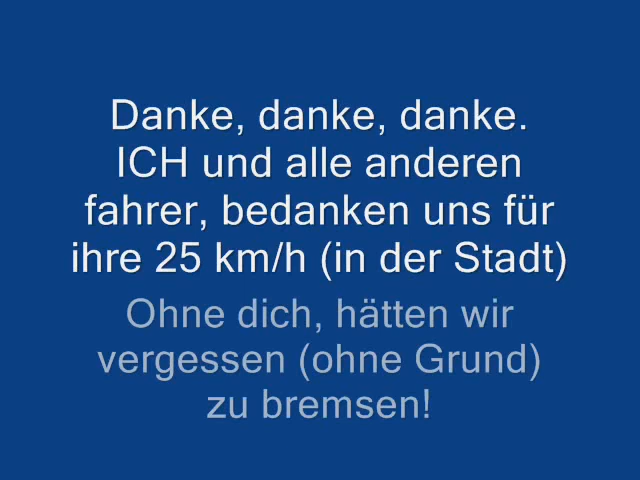 Danke, danke, danke.
ICH und alle anderen
fahrer, bedanken uns für
ihre 25 km/h (in der Stadt)
Ohne dich, hätten wir
vergessen (ohne Grund)
zu bremsen!